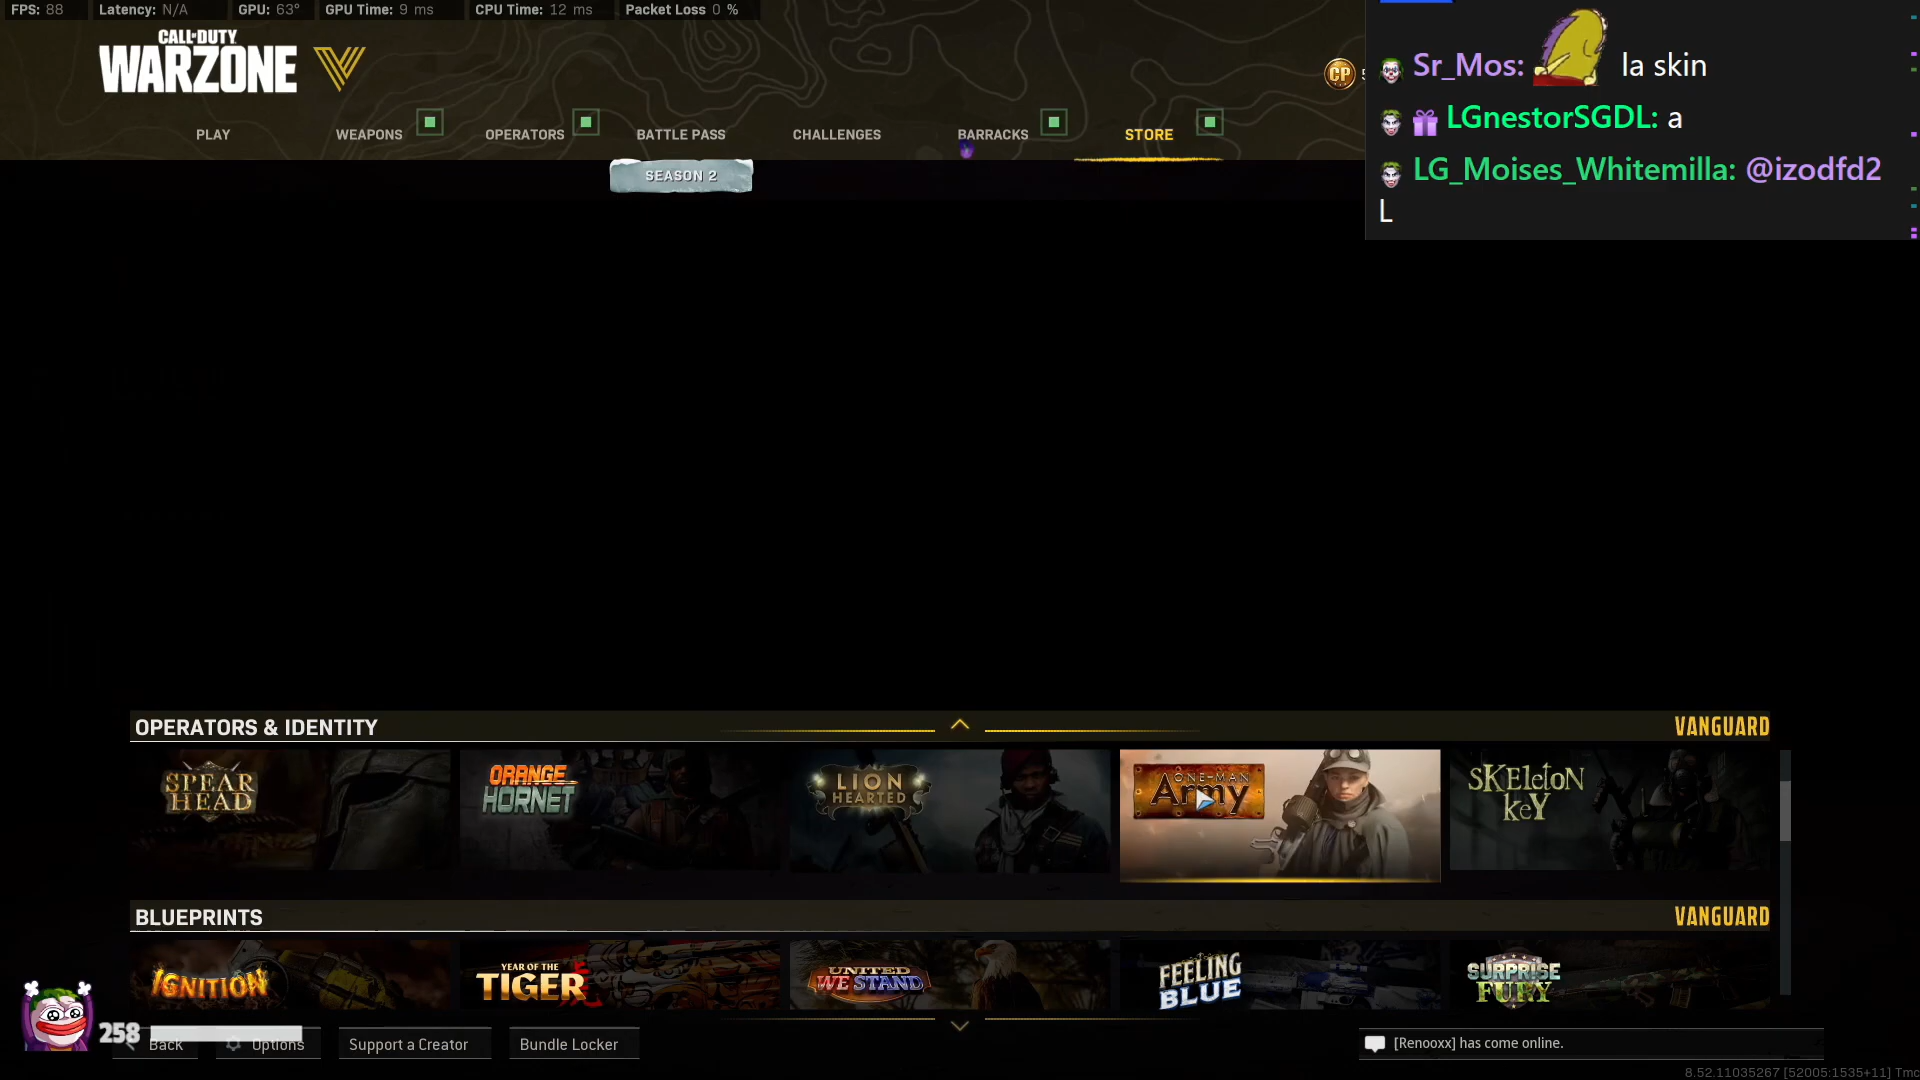 FPS: 88 Latency: N/A GPU: 63° GPU Time: 9 ms CPU Time: 12 ms Packet Loss 0 %
CALL OF DUTY
WARZONE
CP
PLAY WEAPONS OPERATORS BATTLE PASS CHALLENGES BARRACKS STORE
SEASON 2
Sr_Mos: la skin
LGnestorSGDL: a
LG_Moises_Whitemilla: @izodfd2
L
OPERATORS & IDENTITY VANGUARD
SPEAR
HEAD
ORANGE
HORNET
LION
HEARTED
ONE-MAN
Army
SKELETON
KEY
BLUEPRINTS VANGUARD
IGNITION
YEAR OF THE
TIGER
UNITED
WE STAND
FEELING
BLUE
SURPRISE
FURY
258
Back Options Support a Creator Bundle Locker
[Renooxx] has come online.
8.52.11035267 [52005:1535+11] Tmc